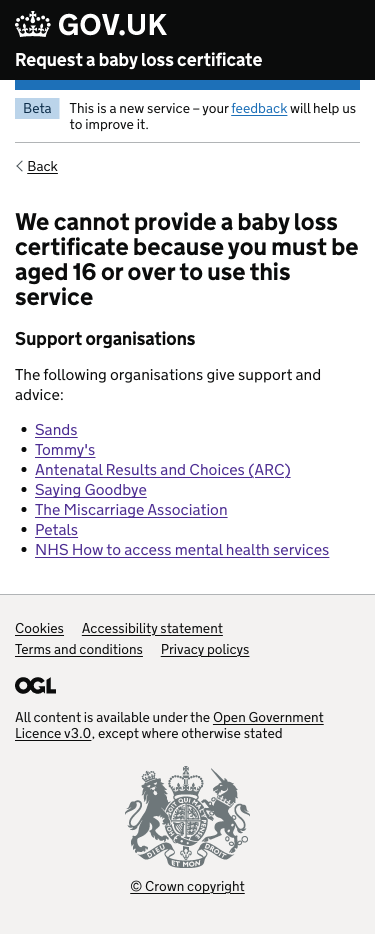 GOV.UK
Request a baby loss certificate
Beta
This is a new service – your feedback will help us
to improve it.
Back
We cannot provide a baby loss
certificate because you must be
aged 16 or over to use this
service
Support organisations
The following organisations give support and
advice:
Sands
Tommy's
Antenatal Results and Choices (ARC)
Saying Goodbye
The Miscarriage Association
Petals
NHS How to access mental health services
Cookies Accessibility statement
Terms and conditions Privacy policys
OGL
All content is available under the Open Government
Licence v3.0, except where otherwise stated
DIEU ET MON DROIT
© Crown copyright